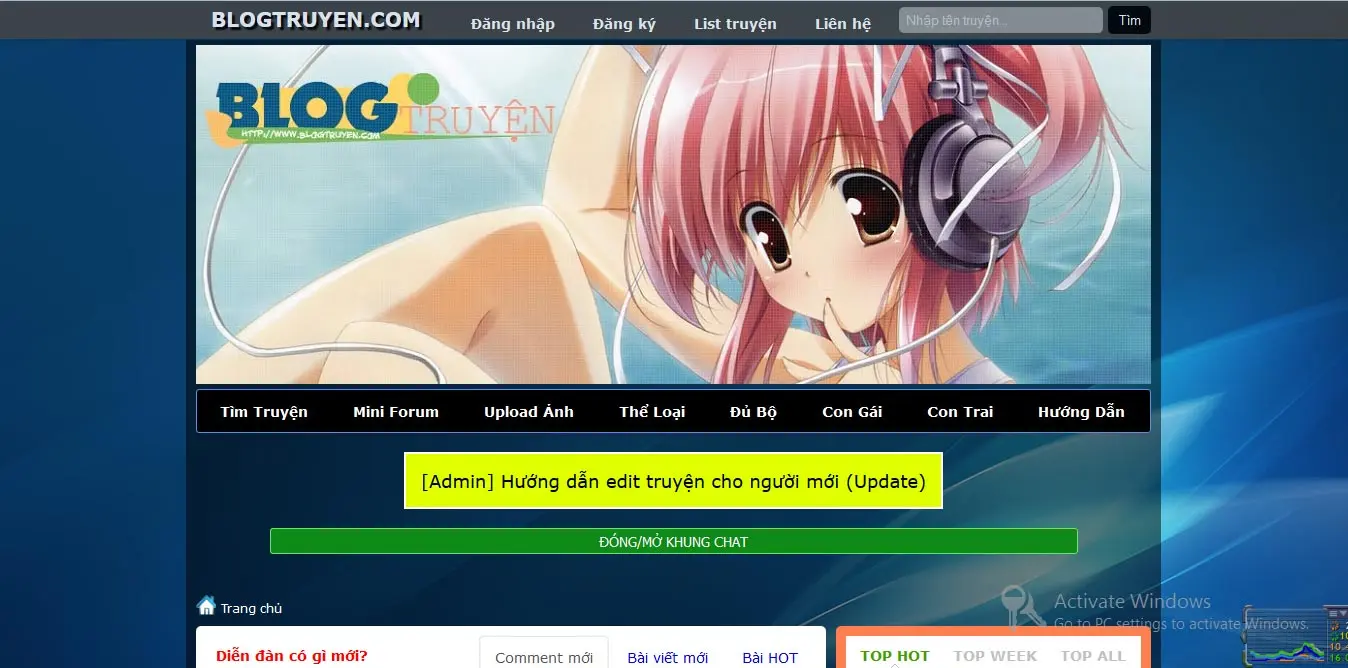 BLOGTRUYEN.COM Đăng nhập Đăng ký List truyện Liên hệ Nhập tên truyện... Tìm
BLOG TRUYỆN
HTTP://WWW.BLOGTRUYEN.COM
Tìm Truyện Mini Forum Upload Ảnh Thể Loại Đủ Bộ Con Gái Con Trai Hướng Dẫn
[Admin] Hướng dẫn edit truyện cho người mới (Update)
ĐÓNG/MỞ KHUNG CHAT
Trang chủ
Activate Windows
Go to PC settings to activate Windows.
Diễn đàn có gì mới? Comment mới Bài viết mới Bài HOT TOP HOT TOP WEEK TOP ALL